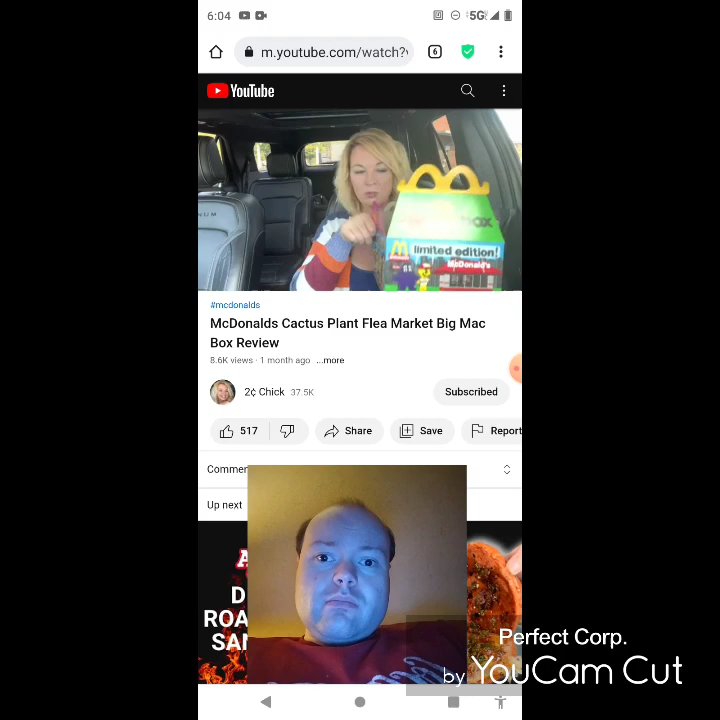 6:04
5G
m.youtube.com/watch?v
6
YouTube
NUM
limited edition!
McDonald's
#mcdonalds
McDonalds Cactus Plant Flea Market Big Mac
Box Review
8.6K views · 1 month ago ...more
2¢ Chick 37.5K
Subscribed
517
Share
Save
Report
Commen
Up next
D
ROA
SAN
Perfect Corp.
by YouCam Cut